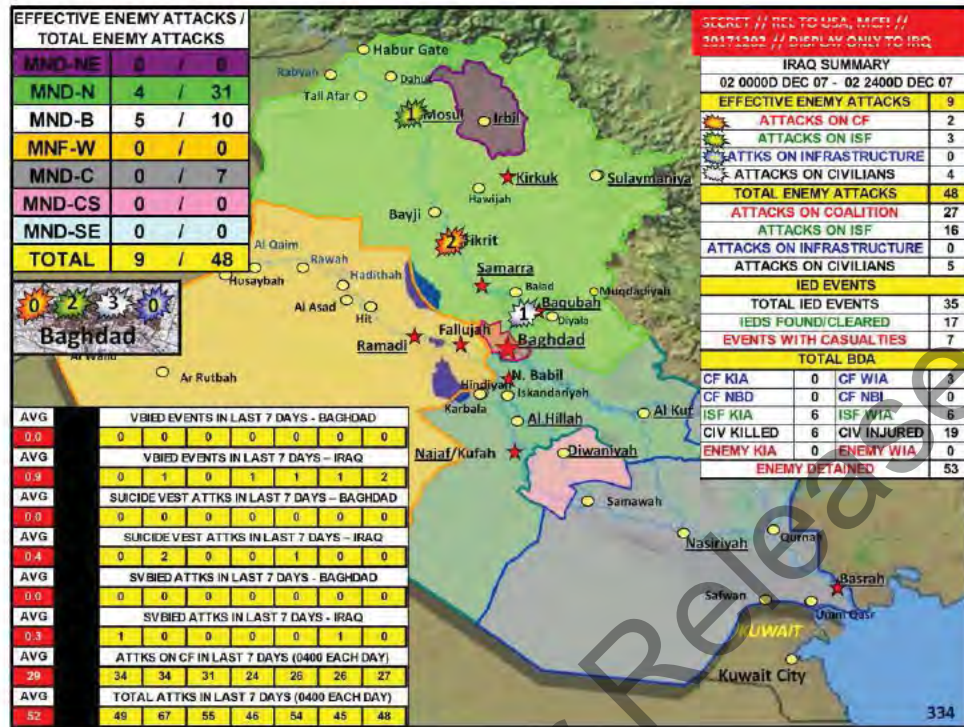 EFFECTIVE ENEMY ATTACKS /
TOTAL ENEMY ATTACKS
MND-NE 0 / 0
MND-N 4 / 31
MND-B 5 / 10
MNF-W 0 / 0
MND-C 0 / 7
MND-CS 0 / 0
MND-SE 0 / 0
TOTAL 9 / 48
0 2 3 0
Baghdad
SECRET // REL TO USA, MCFI //
20171202 // DISPLAY ONLY TO IRQ
IRAQ SUMMARY
02 0000D DEC 07 - 02 2400D DEC 07
EFFECTIVE ENEMY ATTACKS 9
ATTACKS ON CF 2
ATTACKS ON ISF 3
ATTKS ON INFRASTRUCTURE 0
ATTACKS ON CIVILIANS 4
TOTAL ENEMY ATTACKS 48
ATTACKS ON COALITION 27
ATTACKS ON ISF 16
ATTACKS ON INFRASTRUCTURE 0
ATTACKS ON CIVILIANS 5
IED EVENTS
TOTAL IED EVENTS 35
IEDS FOUND/CLEARED 17
EVENTS WITH CASUALTIES 7
TOTAL BDA
CF KIA 0 CF WIA 3
CF NBD 0 CF NBI 0
ISF KIA 6 ISF WIA 6
CIV KILLED 6 CIV INJURED 19
ENEMY KIA 0 ENEMY WIA 0
ENEMY DETAINED 53
Habur Gate
Rabyah
Dahuk
Tall Afar
1
Mosul
Irbil
Kirkuk
Sulaymaniya
Hawijah
Bayji
2
Tikrit
Al Qaim
Rawah
Husaybah
Hadithah
Samarra
Balad
Muqdadiyah
Al Asad
Hit
1
Baqubah
Diyala
Ramadi
Fallujah
Baghdad
Al Walid
Ar Rutbah
N. Babil
Hindiyah
Iskandariyah
Karbala
Al Hillah
Al Kut
Najaf/Kufah
Diwaniyah
Samawah
Nasiriyah
Qurnah
Basrah
Safwan
Umm Qasr
KUWAIT
Kuwait City
AVG VBIED EVENTS IN LAST 7 DAYS - BAGHDAD
0.0 0 0 0 0 0 0 0
AVG VBIED EVENTS IN LAST 7 DAYS – IRAQ
0.9 0 1 0 1 1 1 2
AVG SUICIDE VEST ATTKS IN LAST 7 DAYS – BAGHDAD
0.0 0 0 0 0 0 0 0
AVG SUICIDE VEST ATTKS IN LAST 7 DAYS – IRAQ
0.4 0 2 0 0 1 0 0
AVG SVBIED ATTKS IN LAST 7 DAYS - BAGHDAD
0.0 0 0 0 0 0 0 0
AVG SVBIED ATTKS IN LAST 7 DAYS - IRAQ
0.3 1 0 0 0 0 1 0
AVG ATTKS ON CF IN LAST 7 DAYS (0400 EACH DAY)
29 34 34 31 24 26 26 27
AVG TOTAL ATTKS IN LAST 7 DAYS (0400 EACH DAY)
52 49 67 55 46 54 45 48
334
Release